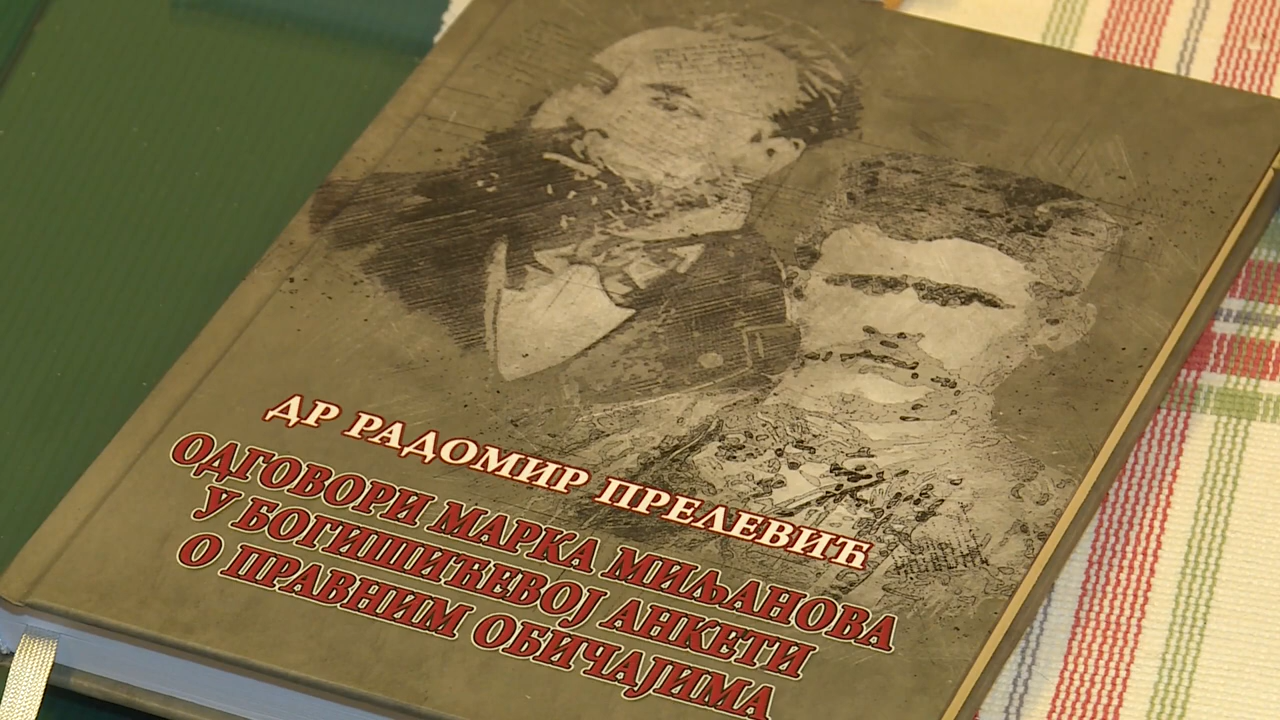 ДР РАДОМИР ПРЕЛЕВИЋ
ОДГОВОРИ МАРКА МИЉАНОВА
У БОГИШИЋЕВОЈ АНКЕТИ
О ПРАВНИМ ОБИЧАЈИМА